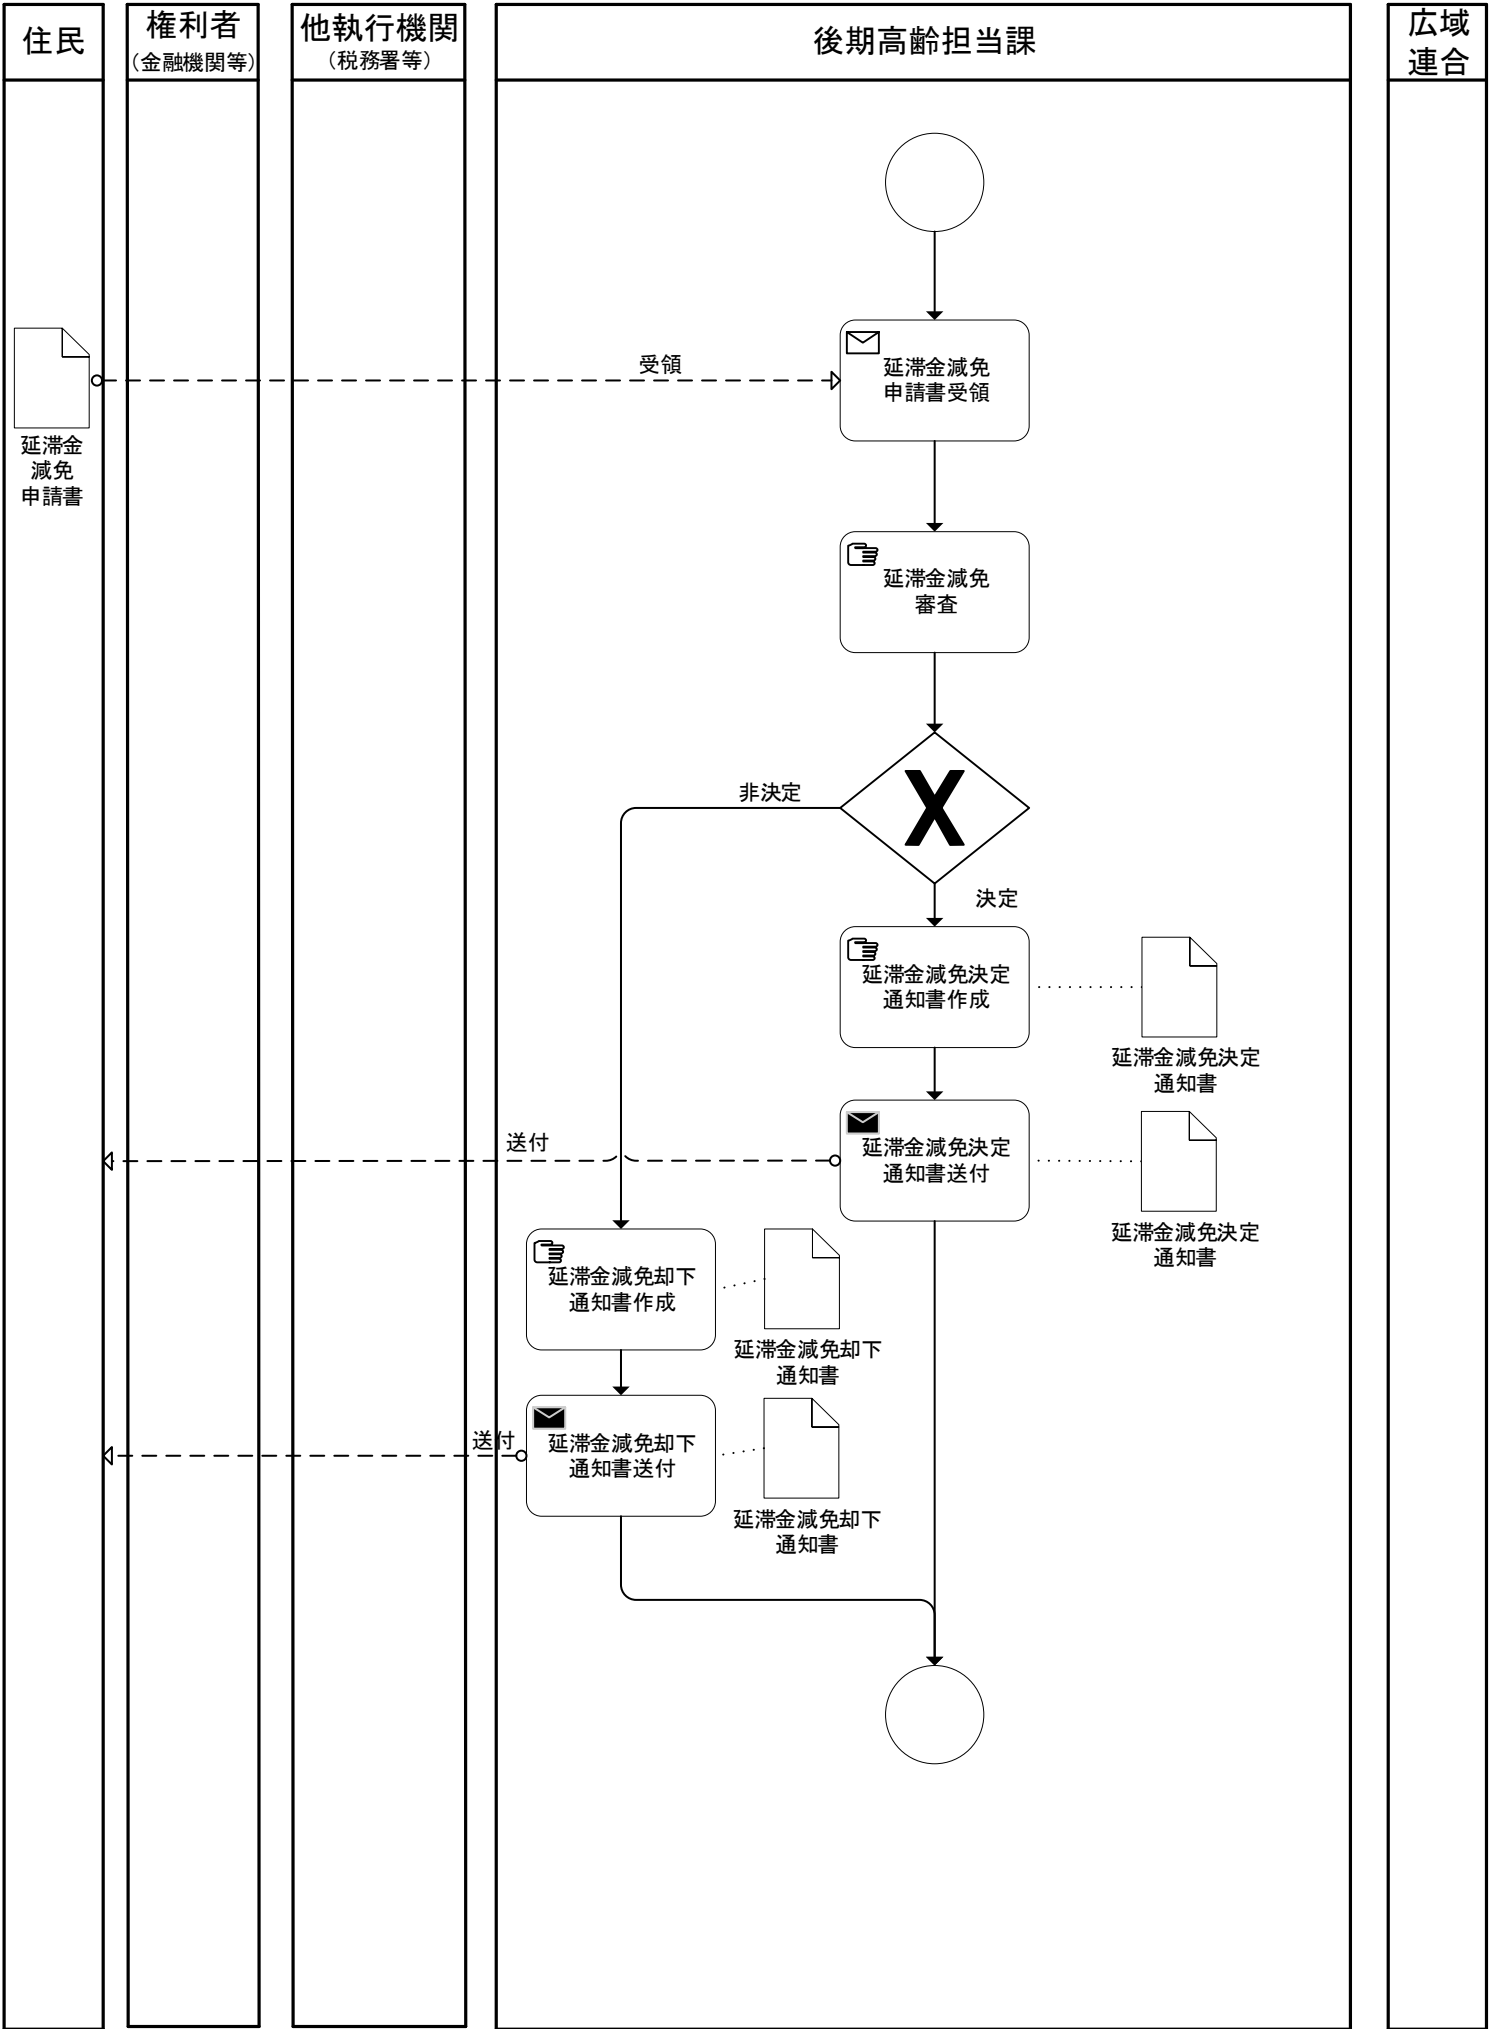 住民
権利者
（金融機関等）
他執行機関
（税務署等）
後期高齢担当課
広域
連合
受領
延滞金減免
申請書受領
延滞金
減免
申請書
延滞金減免
審査
非決定
X
決定
延滞金減免決定
通知書作成
延滞金減免決定
通知書
送付
延滞金減免決定
通知書送付
延滞金減免決定
通知書
延滞金減免却下
通知書作成
延滞金減免却下
通知書
送付
延滞金減免却下
通知書送付
延滞金減免却下
通知書